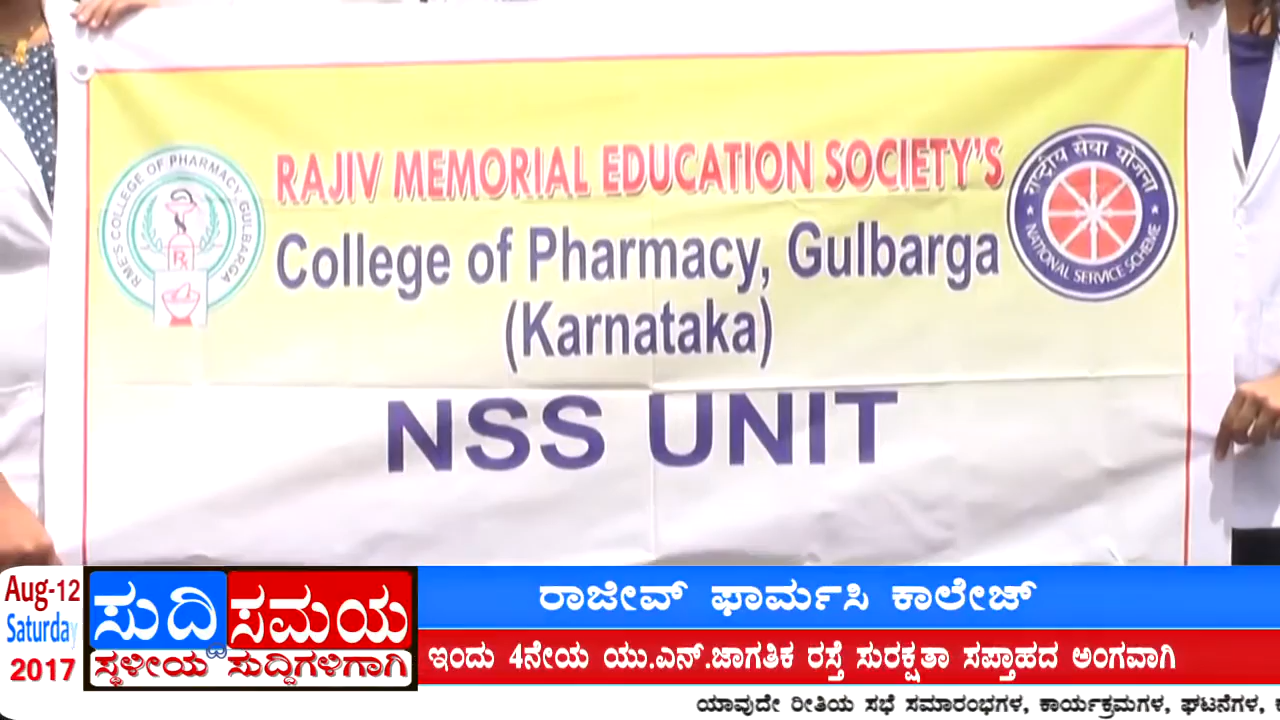 RMES COLLEGE OF PHARMACY, GULBARGA
Rx
RAJIV MEMORIAL EDUCATION SOCIETY'S
College of Pharmacy, Gulbarga
(Karnataka)
राष्ट्रीय सेवा योजना
NATIONAL SERVICE SCHEME
NSS UNIT
Aug-12
Saturday
2017
ಸುದ್ದಿ ಸಮಯ
ಸ್ಥಳೀಯ ಸುದ್ದಿಗಳಿಗಾಗಿ
ರಾಜೀವ್ ಫಾರ್ಮಸಿ ಕಾಲೇಜ್
ಇಂದು 4ನೇಯ ಯು.ಎನ್.ಜಾಗತಿಕ ರಸ್ತೆ ಸುರಕ್ಷತಾ ಸಪ್ತಾಹದ ಅಂಗವಾಗಿ
ಯಾವುದೇ ರೀತಿಯ ಸಭೆ ಸಮಾರಂಭಗಳ, ಕಾರ್ಯಕ್ರಮಗಳ, ಘಟನೆಗಳ,